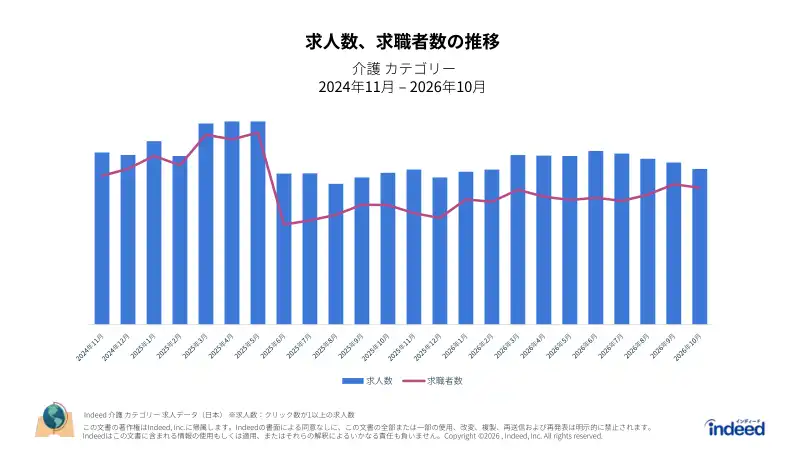 求人数、求職者数の推移
介護 カテゴリー
2024年11月 – 2026年10月
2024年11月
2024年12月
2025年1月
2025年2月
2025年3月
2025年4月
2025年5月
2025年6月
2025年7月
2025年8月
2025年9月
2025年10月
2025年11月
2025年12月
2026年1月
2026年2月
2026年3月
2026年4月
2026年5月
2026年6月
2026年7月
2026年8月
2026年9月
2026年10月
求人数 求職者数
Indeed 介護 カテゴリー 求人データ（日本） ※求人数：クリック数が1以上の求人数
この文書の著作権はIndeed, Inc.に帰属します。Indeedの書面による同意なしに、この文書の全部または一部の使用、改変、複製、再送信および再発表は明示的に禁止されます。
Indeedはこの文書に含まれる情報の使用もしくは適用、またはそれらの解釈によるいかなる責任も負いません。Copyright ©2026 , Indeed, Inc. All rights reserved.
インディード
indeed